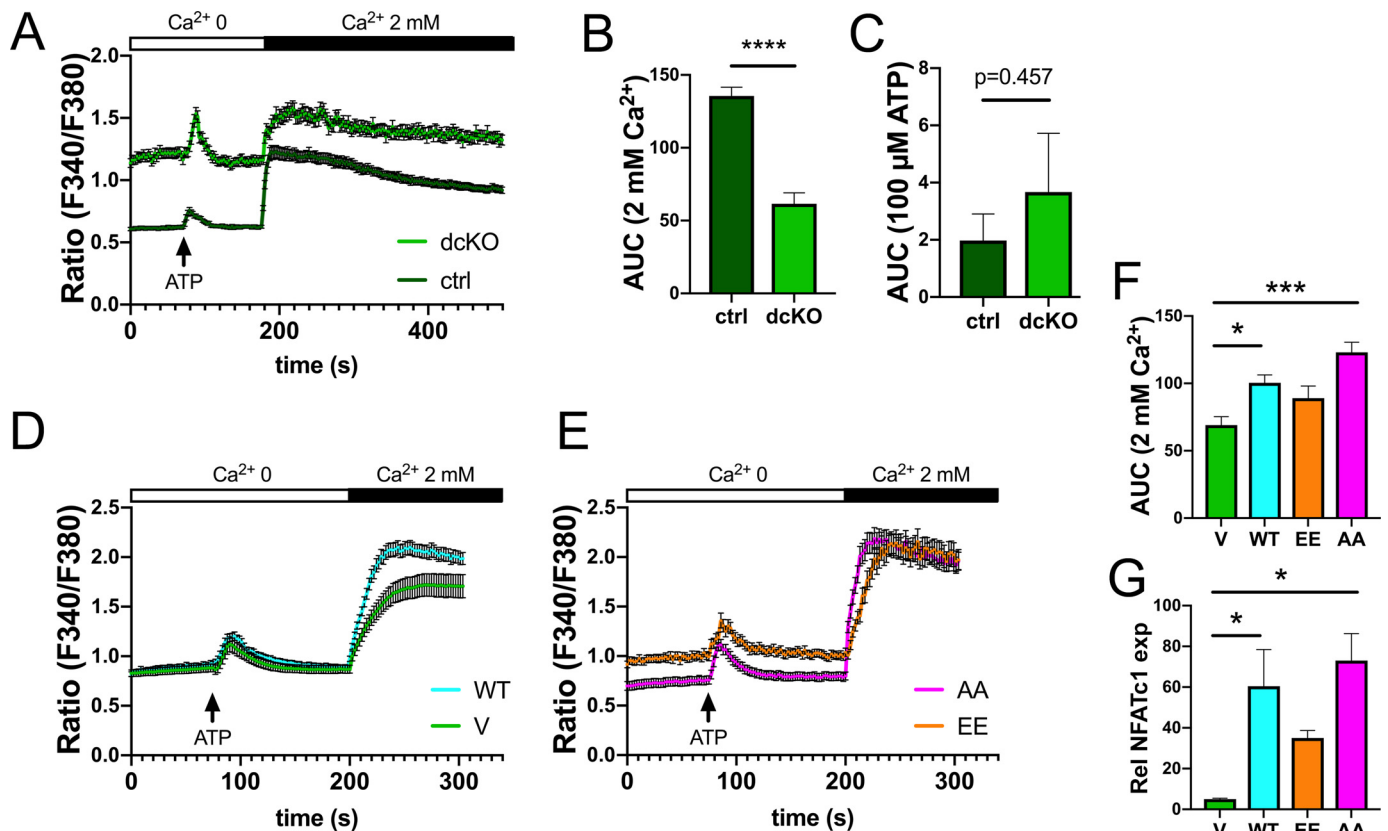 A
Ca²⁺ 0
Ca²⁺ 2 mM
Ratio (F340/F380)
2.0
1.5
1.0
0.5
0.0
ATP
dcKO
ctrl
0
200
400
time (s)
B
****
AUC (2 mM Ca²⁺)
150
100
50
0
ctrl
dcKO
C
p=0.457
AUC (100 µM ATP)
8
6
4
2
0
ctrl
dcKO
D
Ca²⁺ 0
Ca²⁺ 2 mM
Ratio (F340/F380)
2.5
2.0
1.5
1.0
0.5
0.0
ATP
WT
V
0
100
200
300
time (s)
E
Ca²⁺ 0
Ca²⁺ 2 mM
Ratio (F340/F380)
2.5
2.0
1.5
1.0
0.5
0.0
ATP
AA
EE
0
100
200
300
time (s)
F
***
*
AUC (2 mM Ca²⁺)
150
100
50
0
V
WT
EE
AA
G
*
*
Rel NFATc1 exp
100
80
60
40
20
0
V
WT
EE
AA